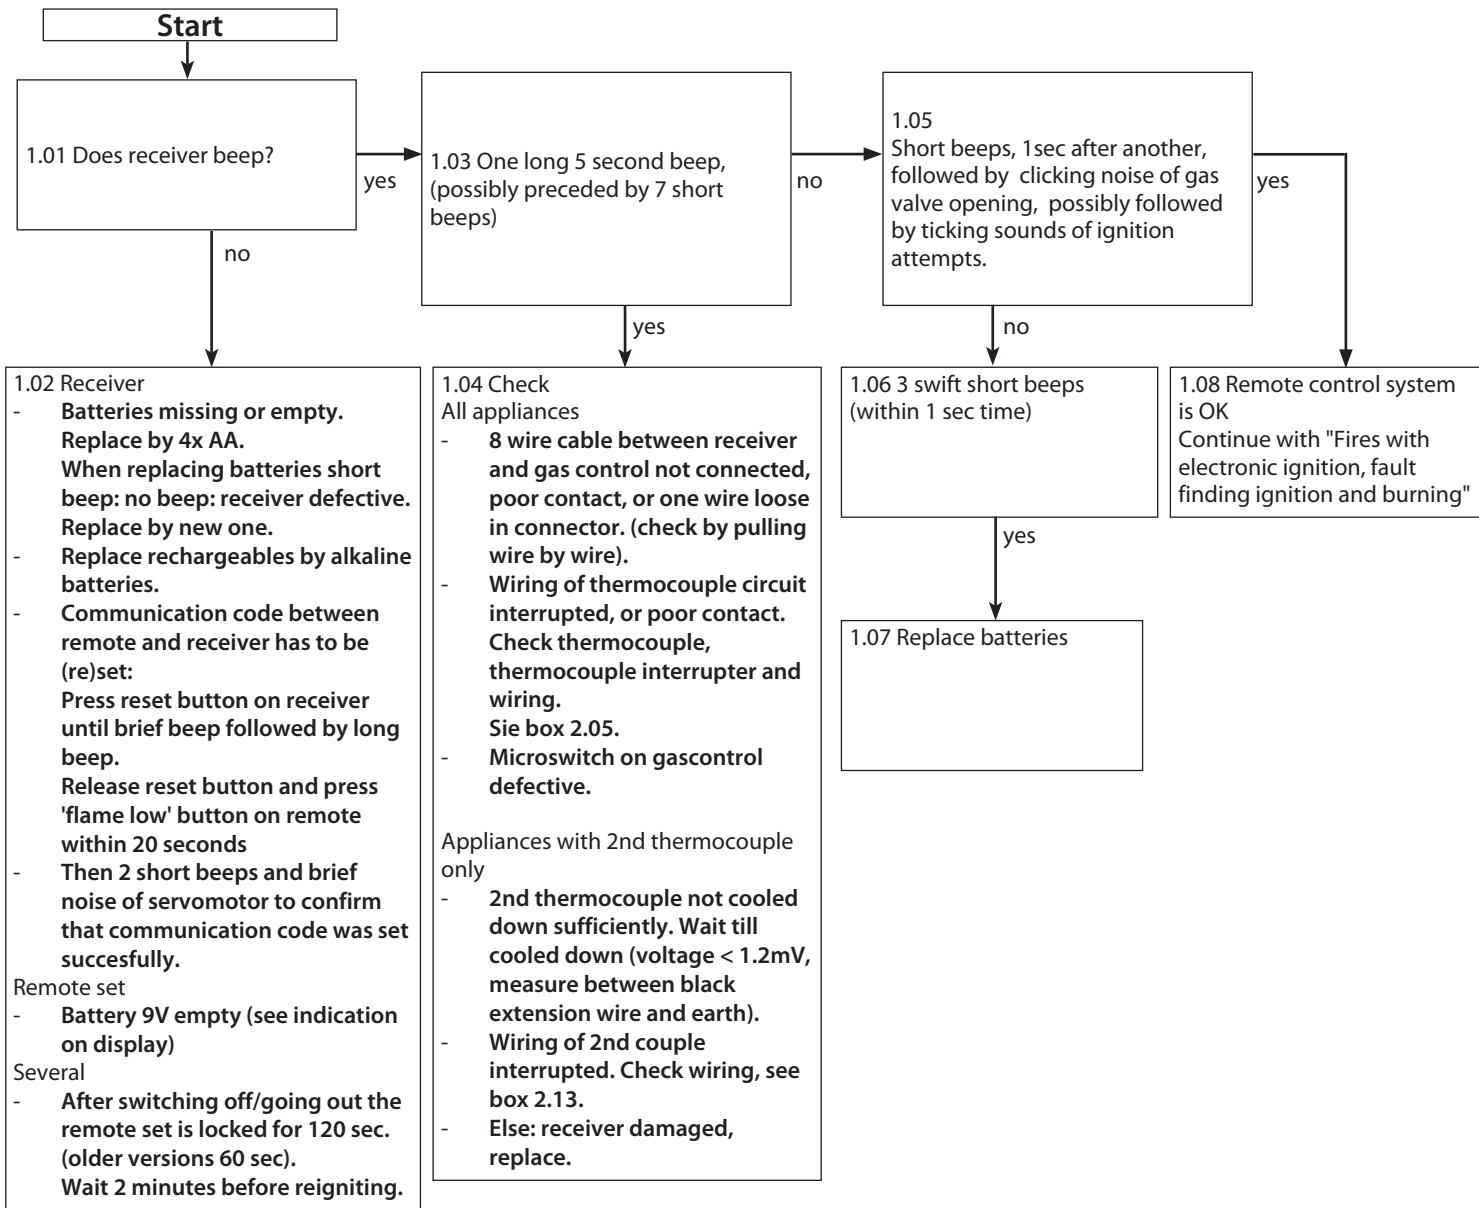 Start
1.01 Does receiver beep?
yes
no
1.03 One long 5 second beep,
(possibly preceded by 7 short
beeps)
no
yes
1.05
Short beeps, 1sec after another,
followed by clicking noise of gas
valve opening, possibly followed
by ticking sounds of ignition
attempts.
yes
no
1.02 Receiver
- Batteries missing or empty.
Replace by 4x AA.
When replacing batteries short
beep: no beep: receiver defective.
Replace by new one.
- Replace rechargeables by alkaline
batteries.
- Communication code between
remote and receiver has to be
(re)set:
Press reset button on receiver
until brief beep followed by long
beep.
Release reset button and press
'flame low' button on remote
within 20 seconds
- Then 2 short beeps and brief
noise of servomotor to confirm
that communication code was set
succesfully.
Remote set
- Battery 9V empty (see indication
on display)
Several
- After switching off/going out the
remote set is locked for 120 sec.
(older versions 60 sec).
Wait 2 minutes before reigniting.
1.04 Check
All appliances
- 8 wire cable between receiver
and gas control not connected,
poor contact, or one wire loose
in connector. (check by pulling
wire by wire).
- Wiring of thermocouple circuit
interrupted, or poor contact.
Check thermocouple,
thermocouple interrupter and
wiring.
Sie box 2.05.
- Microswitch on gascontrol
defective.
Appliances with 2nd thermocouple
only
- 2nd thermocouple not cooled
down sufficiently. Wait till
cooled down (voltage < 1.2mV,
measure between black
extension wire and earth).
- Wiring of 2nd couple
interrupted. Check wiring, see
box 2.13.
- Else: receiver damaged,
replace.
1.06 3 swift short beeps
(within 1 sec time)
yes
1.07 Replace batteries
1.08 Remote control system
is OK
Continue with "Fires with
electronic ignition, fault
finding ignition and burning"